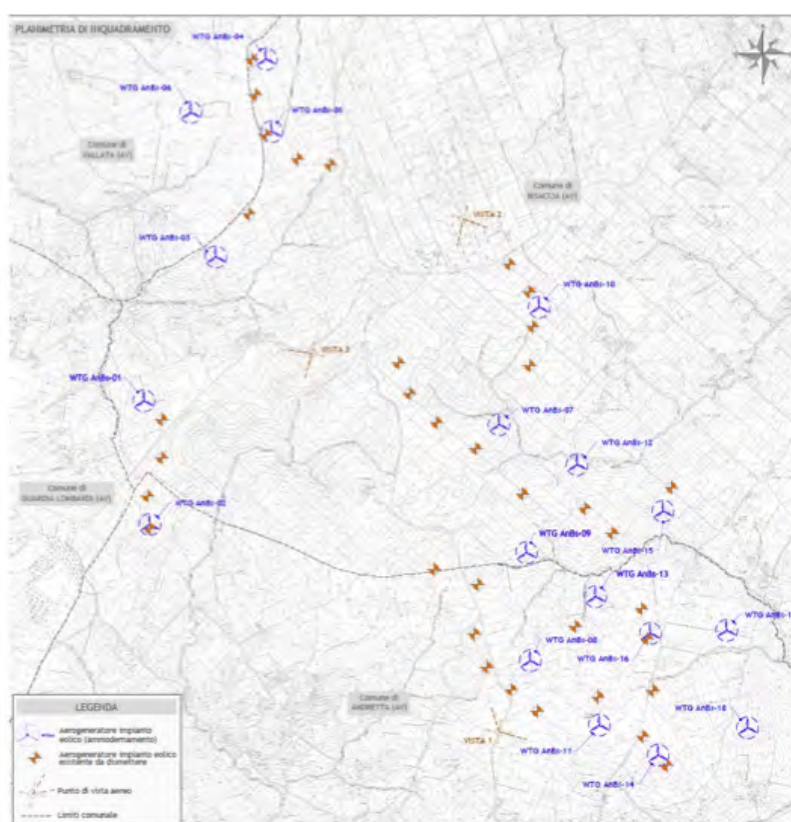 PLANIMETRIA DI INQUADRAMENTO
WTG AnBs-04
WTG AnBs-06
WTG AnBs-05
Comune di
VALLATA (AV)
Comune di
BISACCIA (AV)
VISTA 2
WTG AnBs-03
WTG AnBs-10
VISTA 3
WTG AnBs-01
WTG AnBs-07
WTG AnBs-12
Comune di
GUARDIA LOMBARDI (AV)
WTG AnBs-02
WTG AnBs-09
WTG AnBs-15
WTG AnBs-13
WTG AnBs-1
WTG AnBs-08
WTG AnBs-16
Comune di
ANDRETTA (AV)
WTG AnBs-18
VISTA 1
WTG AnBs-11
WTG AnBs-14
LEGENDA
Aerogeneratore impianto
eolico (ammodernamento)
Aerogeneratore impianto eolico
esistente da dismettere
Punto di vista aereo
Limiti comunale